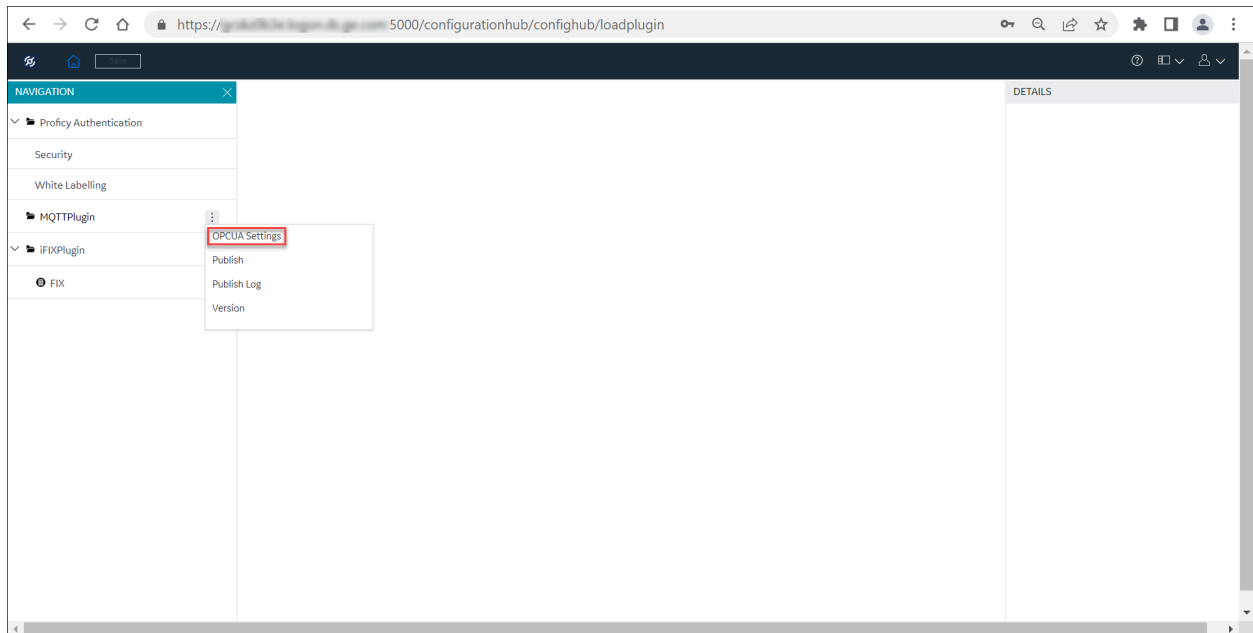 https:// 5000/configurationhub/confighub/loadplugin
Save
NAVIGATION
DETAILS
Proficy Authentication
Security
White Labelling
MQTTPlugin
OPCUA Settings
iFIXPlugin
Publish
FIX
Publish Log
Version